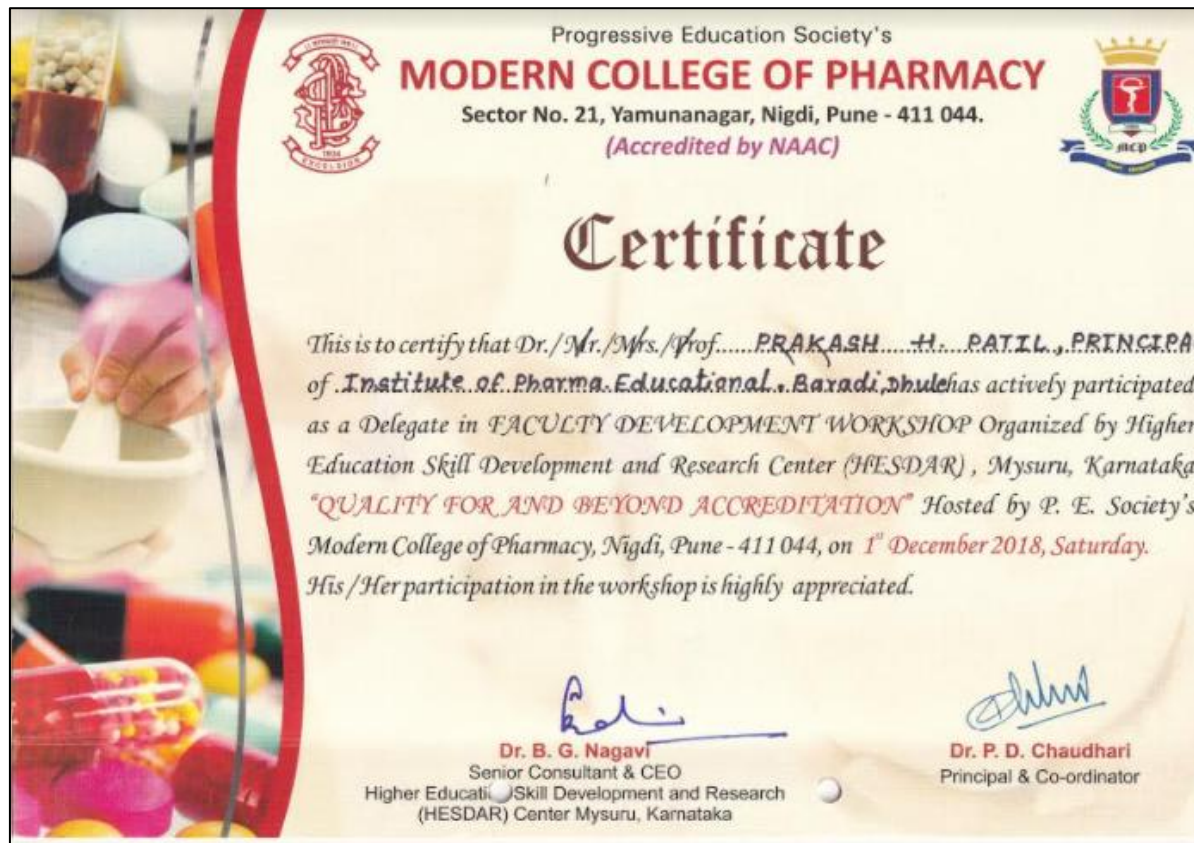 Progressive Education Society's
MODERN COLLEGE OF PHARMACY
Sector No. 21, Yamunanagar, Nigdi, Pune - 411 044.
(Accredited by NAAC)
1934
EXCELSIOR
MCP
Certificate
This is to certify that Dr./Mr./Mrs./Prof......PRAKASH H. PATIL, PRINCIPA
of .Institute of Pharma.Educational. Baradi, Dhule has actively participated
as a Delegate in FACULTY DEVELOPMENT WORKSHOP Organized by Higher
Education Skill Development and Research Center (HESDAR) , Mysuru, Karnataka
"QUALITY FOR AND BEYOND ACCREDITATION" Hosted by P. E. Society's
Modern College of Pharmacy, Nigdi, Pune - 411 044, on 1st December 2018, Saturday.
His /Her participation in the workshop is highly appreciated.
Dr. B. G. Nagavi
Senior Consultant & CEO
Higher Education Skill Development and Research
(HESDAR) Center Mysuru, Karnataka
Dr. P. D. Chaudhari
Principal & Co-ordinator